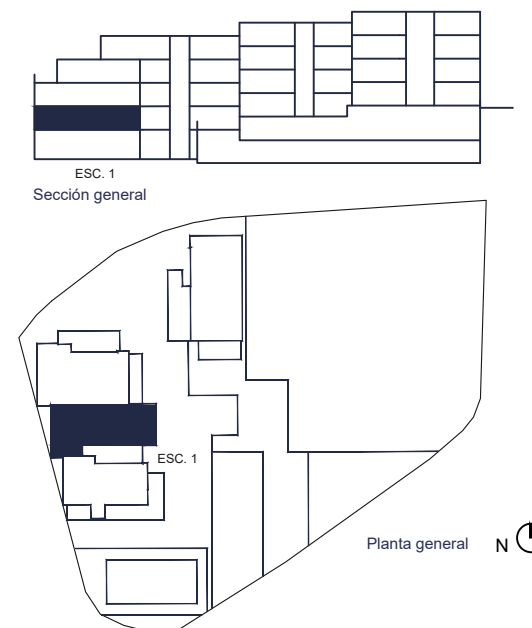 ESC. 1
Sección general
ESC. 1
Planta general
N